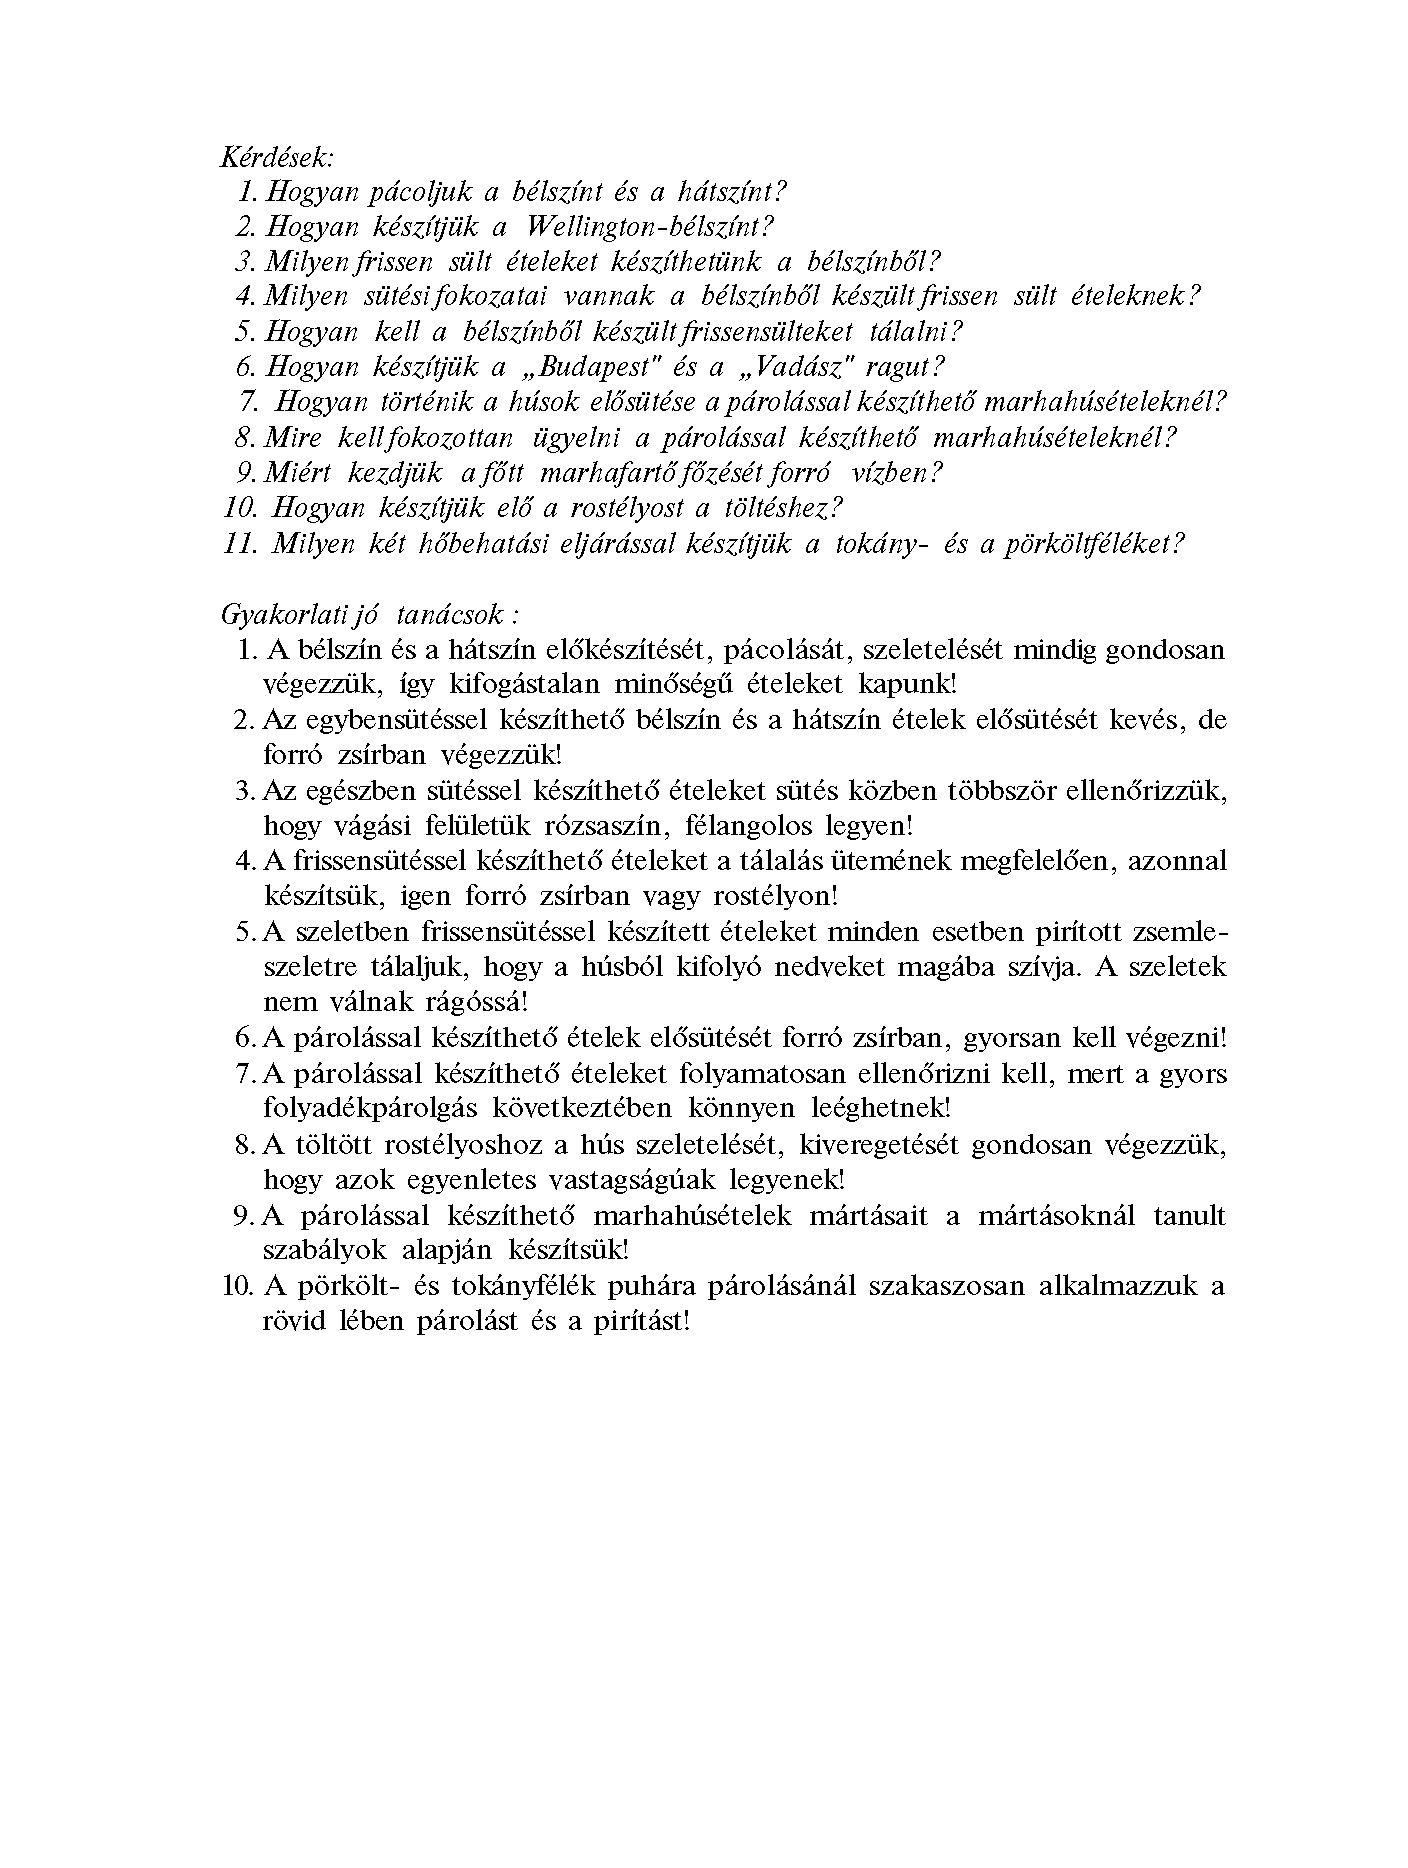 Kérdések:
1. Hogyan pácoljuk a bélszínt és a hátszínt?
2. Hogyan készítjük a Wellington-bélszínt?
3. Milyen frissen sült ételeket készíthetünk a bélszínből?
4. Milyen sütési fokozatai vannak a bélszínből készült frissen sült ételeknek?
5. Hogyan kell a bélszínből készült frissensülteket tálalni?
6. Hogyan készítjük a „Budapest" és a „Vadász" ragut?
7. Hogyan történik a húsok elősütése a párolással készíthető marhahúsételeknél?
8. Mire kell fokozottan ügyelni a párolással készíthető marhahúsételeknél?
9. Miért kezdjük a főtt marhafartő főzését forró vízben?
10. Hogyan készítjük elő a rostélyost a töltéshez?
11. Milyen két hőbehatási eljárással készítjük a tokány- és a pörköltféléket?
Gyakorlati jó tanácsok :
1. A bélszín és a hátszín előkészítését, pácolását, szeletelését mindig gondosan
végezzük, így kifogástalan minőségű ételeket kapunk!
2. Az egybensütéssel készíthető bélszín és a hátszín ételek elősütését kevés, de
forró zsírban végezzük!
3. Az egészben sütéssel készíthető ételeket sütés közben többször ellenőrizzük,
hogy vágási felületük rózsaszín, félangolos legyen!
4. A frissensütéssel készíthető ételeket a tálalás ütemének megfelelően, azonnal
készítsük, igen forró zsírban vagy rostélyon!
5. A szeletben frissensütéssel készített ételeket minden esetben pirított zsemle-
szeletre tálaljuk, hogy a húsból kifolyó nedveket magába szívja. A szeletek
nem válnak rágóssá!
6. A párolással készíthető ételek elősütését forró zsírban, gyorsan kell végezni!
7. A párolással készíthető ételeket folyamatosan ellenőrizni kell, mert a gyors
folyadékpárolgás következtében könnyen leéghetnek!
8. A töltött rostélyoshoz a hús szeletelését, kiveregetését gondosan végezzük,
hogy azok egyenletes vastagságúak legyenek!
9. A párolással készíthető marhahúsételek mártásait a mártásoknál tanult
szabályok alapján készítsük!
10. A pörkölt- és tokányfélék puhára párolásánál szakaszosan alkalmazzuk a
rövid lében párolást és a pirítást!